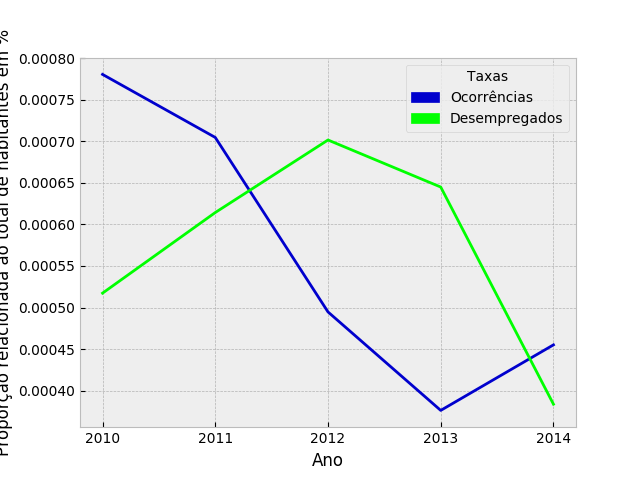 Proporção relacionada ao total de habitantes em %
0.00080
0.00075
0.00070
0.00065
0.00060
0.00055
0.00050
0.00045
0.00040
Taxas
Ocorrências
Desempregados
2010 2011 2012 2013 2014
Ano